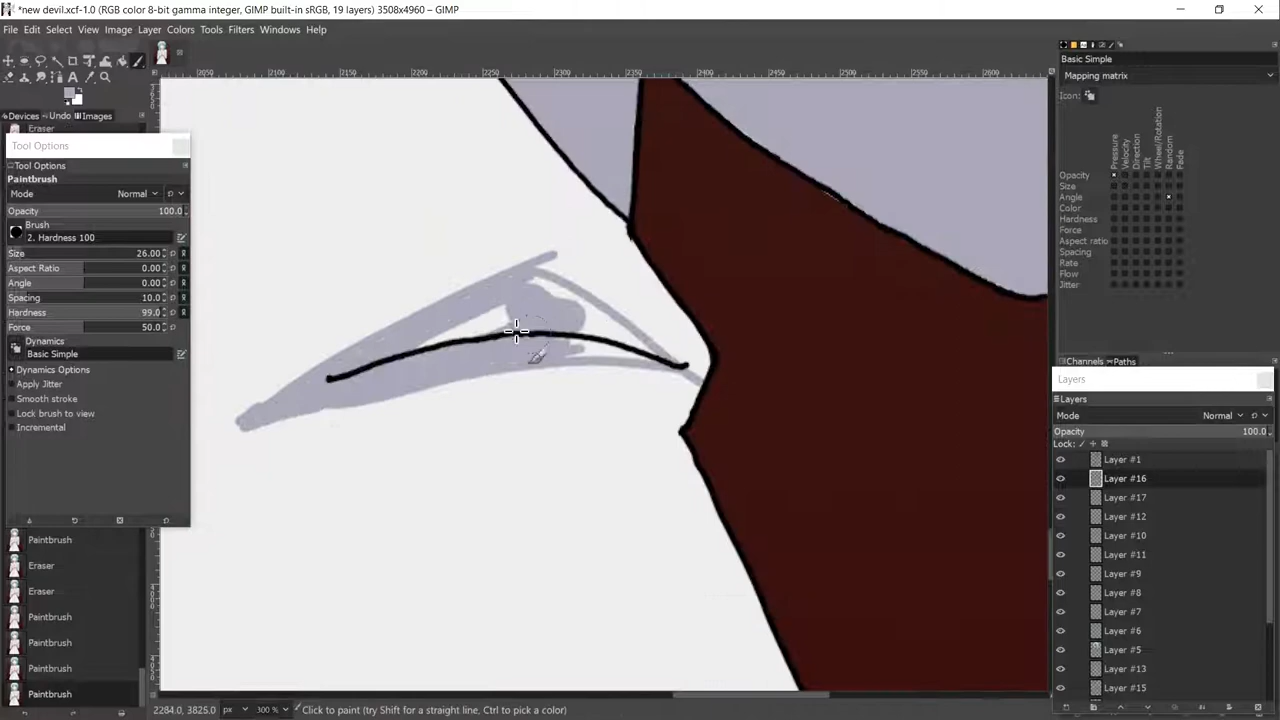 *new devil.xcf-1.0 (RGB color 8-bit gamma integer, GIMP built-in sRGB, 19 layers) 3508x4960 – GIMP
File Edit Select View Image Layer Colors Tools Filters Windows Help
Devices Undo Images
Eraser
Tool Options
Tool Options
Paintbrush
Mode Normal
Opacity 100.0
Brush
2. Hardness 100
Size 26.00
Aspect Ratio 0.00
Angle 0.00
Spacing 10.0
Hardness 99.0
Force 50.0
Dynamics
Basic Simple
Dynamics Options
Apply Jitter
Smooth stroke
Lock brush to view
Incremental
Paintbrush
Eraser
Eraser
Paintbrush
Paintbrush
Paintbrush
Paintbrush
2050 2100 2150 2200 2250 2300 2350 2400 2450 2500 2550 2600
2284.0, 3825.0 px 300 % Click to paint (try Shift for a straight line, Ctrl to pick a color)
Basic Simple
Mapping matrix
Icon:
Pressure Velocity Direction Tilt Wheel/Rotation Random Fade
Opacity
Size
Angle
Color
Hardness
Force
Aspect ratio
Spacing
Rate
Flow
Jitter
Channels Paths
Layers
Layers
Mode Normal
Opacity 100.0
Lock:
Layer #1
Layer #16
Layer #17
Layer #12
Layer #10
Layer #11
Layer #9
Layer #8
Layer #7
Layer #6
Layer #5
Layer #13
Layer #15